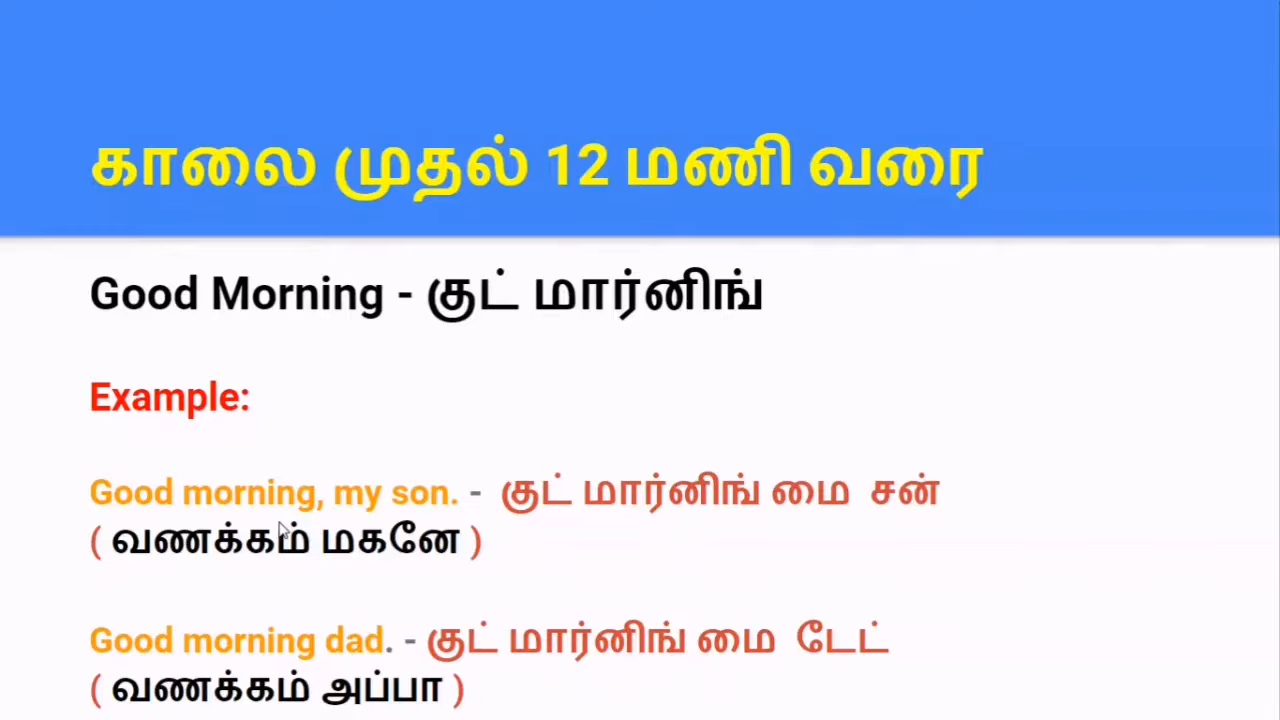 காலை முதல் 12 மணி வரை
Good Morning - குட் மார்னிங்
Example:
Good morning, my son. - குட் மார்னிங் மை சன்
( வணக்கம் மகனே )
Good morning dad. - குட் மார்னிங் மை டேட்
( வணக்கம் அப்பா )